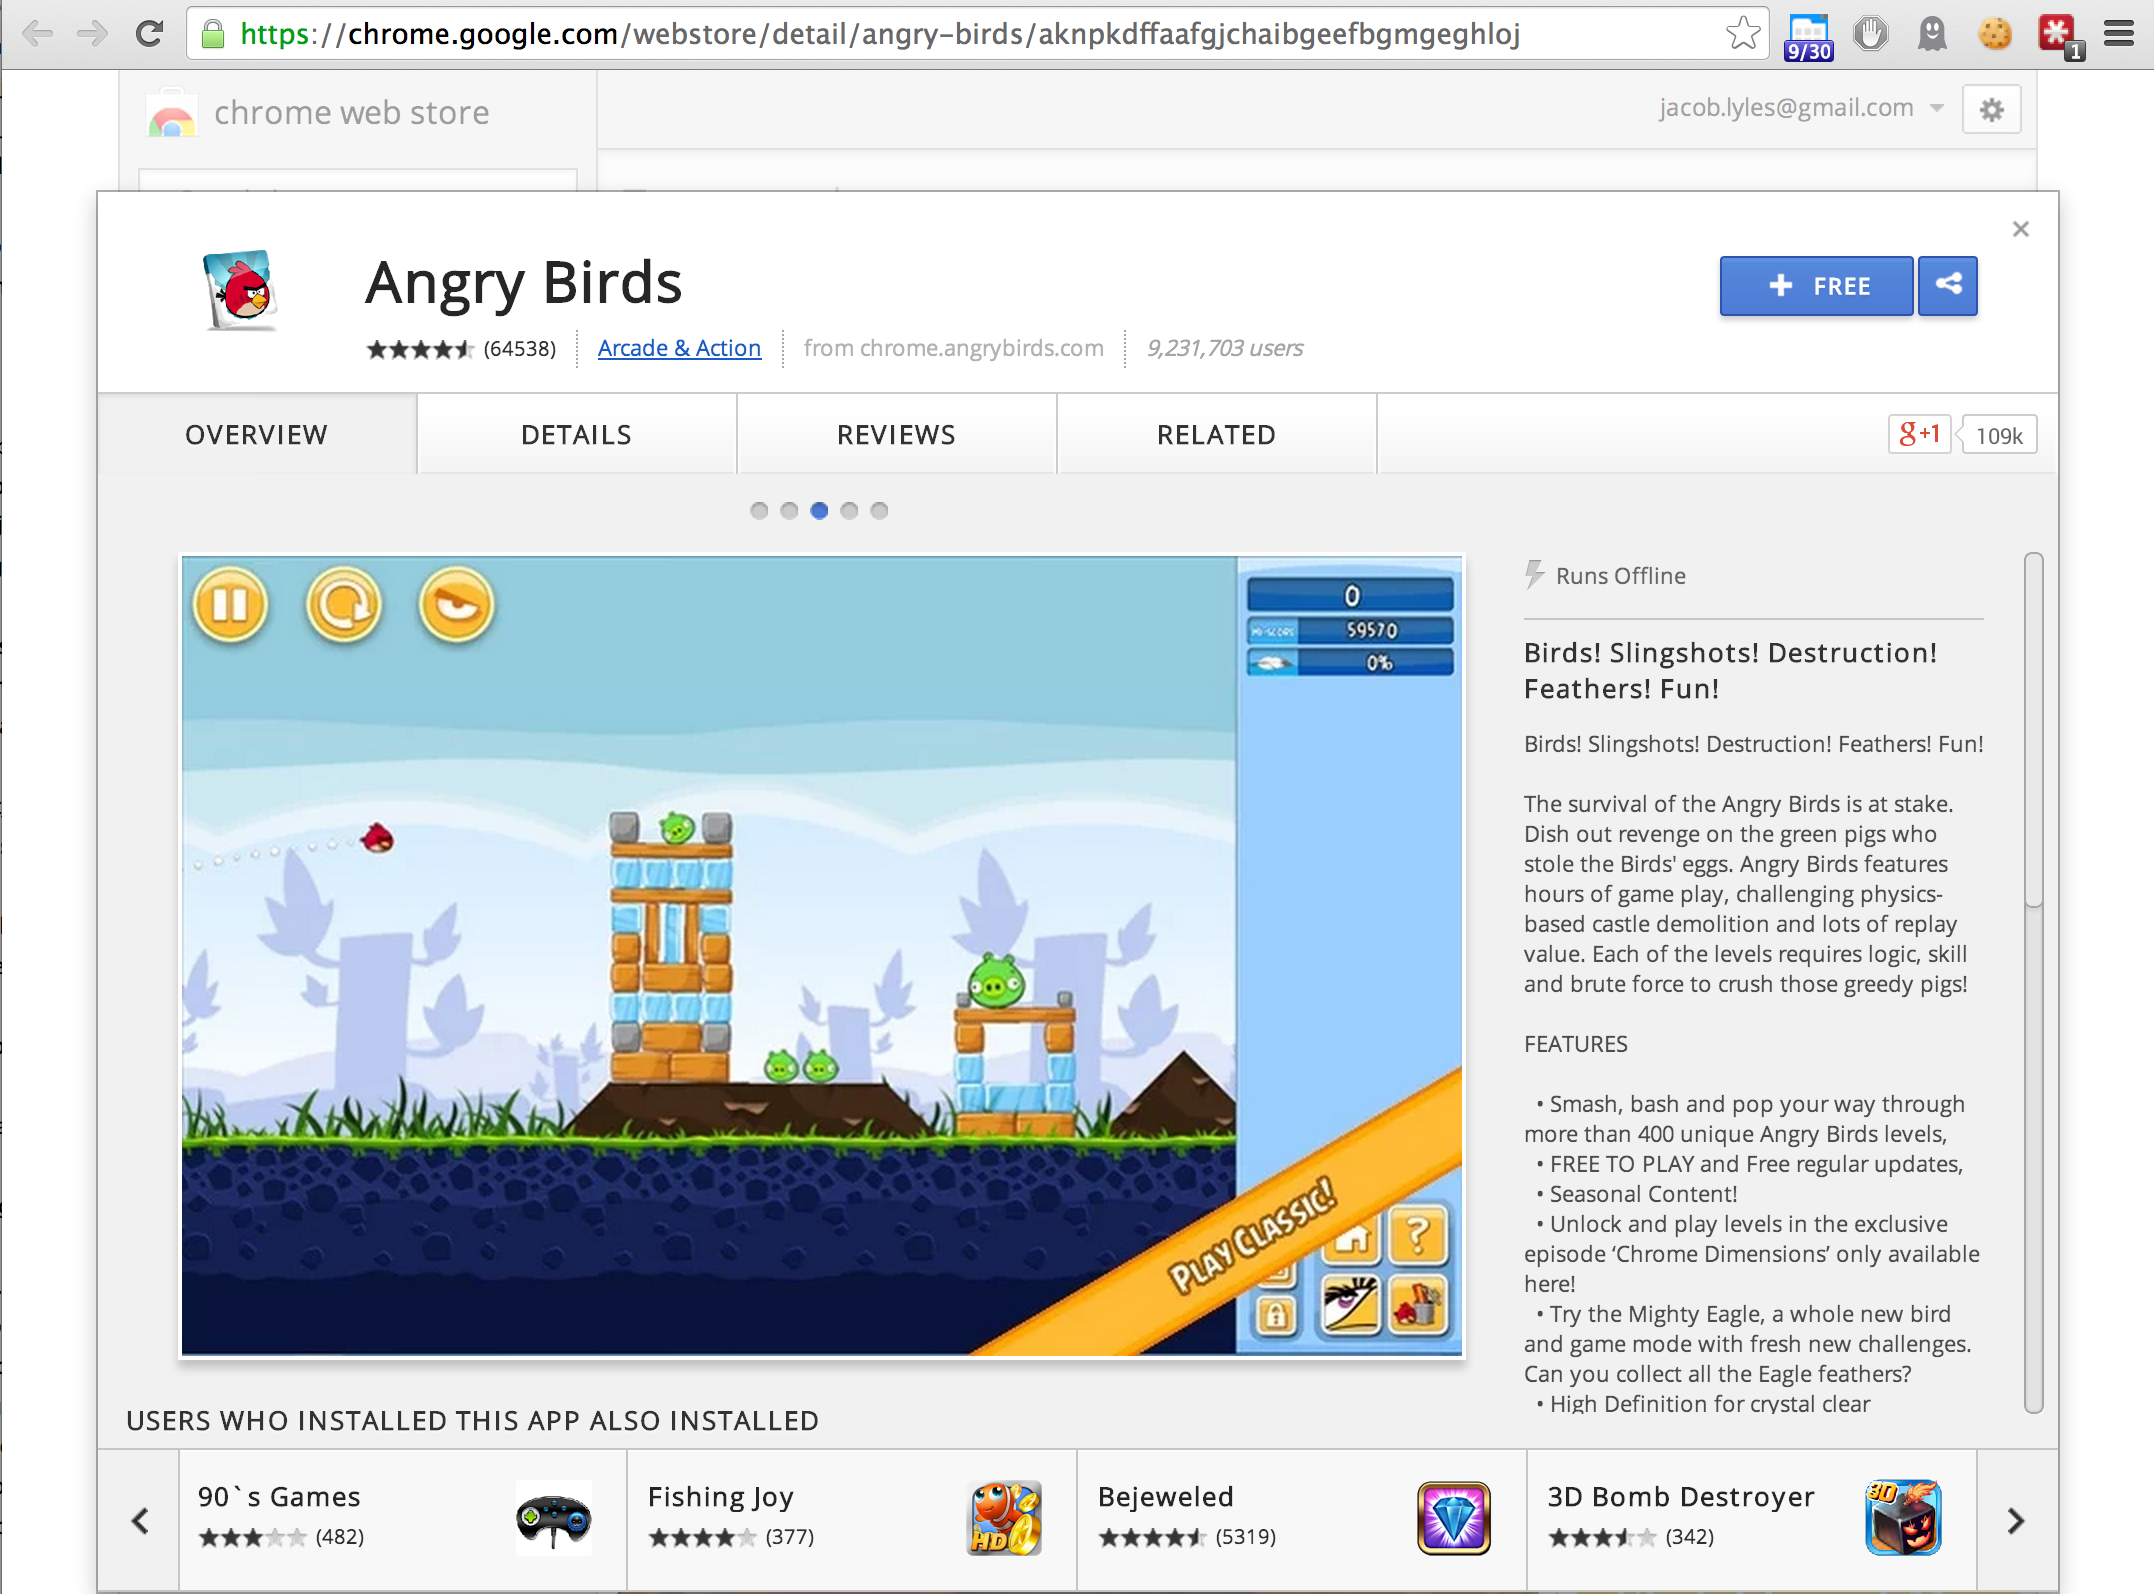 https://chrome.google.com/webstore/detail/angry-birds/aknpkdffaafgjchaibgeefbgmgeghloj
9/30
1
chrome web store
jacob.lyles@gmail.com
Angry Birds
+ FREE
(64538)
Arcade & Action
from chrome.angrybirds.com
9,231,703 users
OVERVIEW
DETAILS
REVIEWS
RELATED
g+1
109k
0
HI-SCORE 59570
0%
PLAY CLASSIC!
?
Runs Offline
Birds! Slingshots! Destruction!
Feathers! Fun!
Birds! Slingshots! Destruction! Feathers! Fun!
The survival of the Angry Birds is at stake.
Dish out revenge on the green pigs who
stole the Birds' eggs. Angry Birds features
hours of game play, challenging physics-
based castle demolition and lots of replay
value. Each of the levels requires logic, skill
and brute force to crush those greedy pigs!
FEATURES
• Smash, bash and pop your way through
more than 400 unique Angry Birds levels,
• FREE TO PLAY and Free regular updates,
• Seasonal Content!
• Unlock and play levels in the exclusive
episode ‘Chrome Dimensions’ only available
here!
• Try the Mighty Eagle, a whole new bird
and game mode with fresh new challenges.
Can you collect all the Eagle feathers?
• High Definition for crystal clear
USERS WHO INSTALLED THIS APP ALSO INSTALLED
90`s Games
(482)
Fishing Joy
(377)
HD
Bejeweled
(5319)
3D Bomb Destroyer
(342)
3D